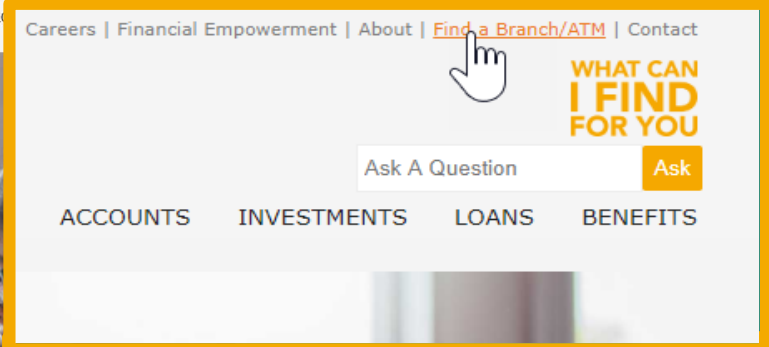 Careers | Financial Empowerment | About | Find a Branch/ATM | Contact
WHAT CAN
I FIND
FOR YOU
Ask A Question Ask
ACCOUNTS INVESTMENTS LOANS BENEFITS